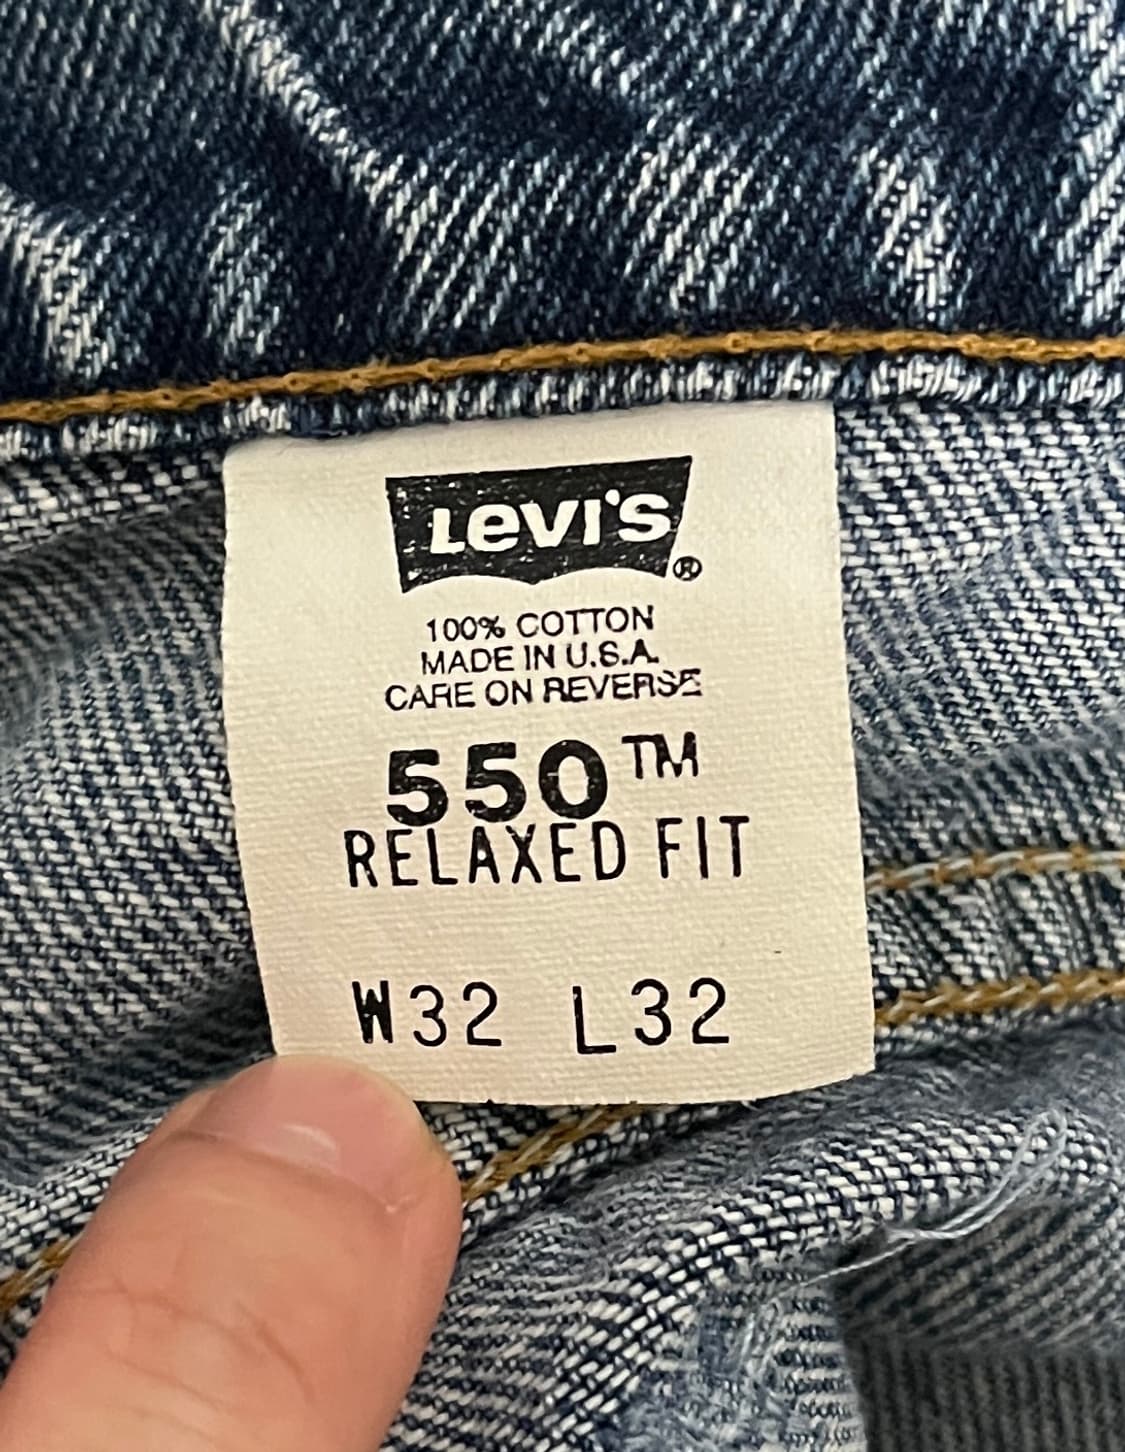 Levi's®
100% COTTON
MADE IN U.S.A.
CARE ON REVERSE
550™
RELAXED FIT
W32 L32